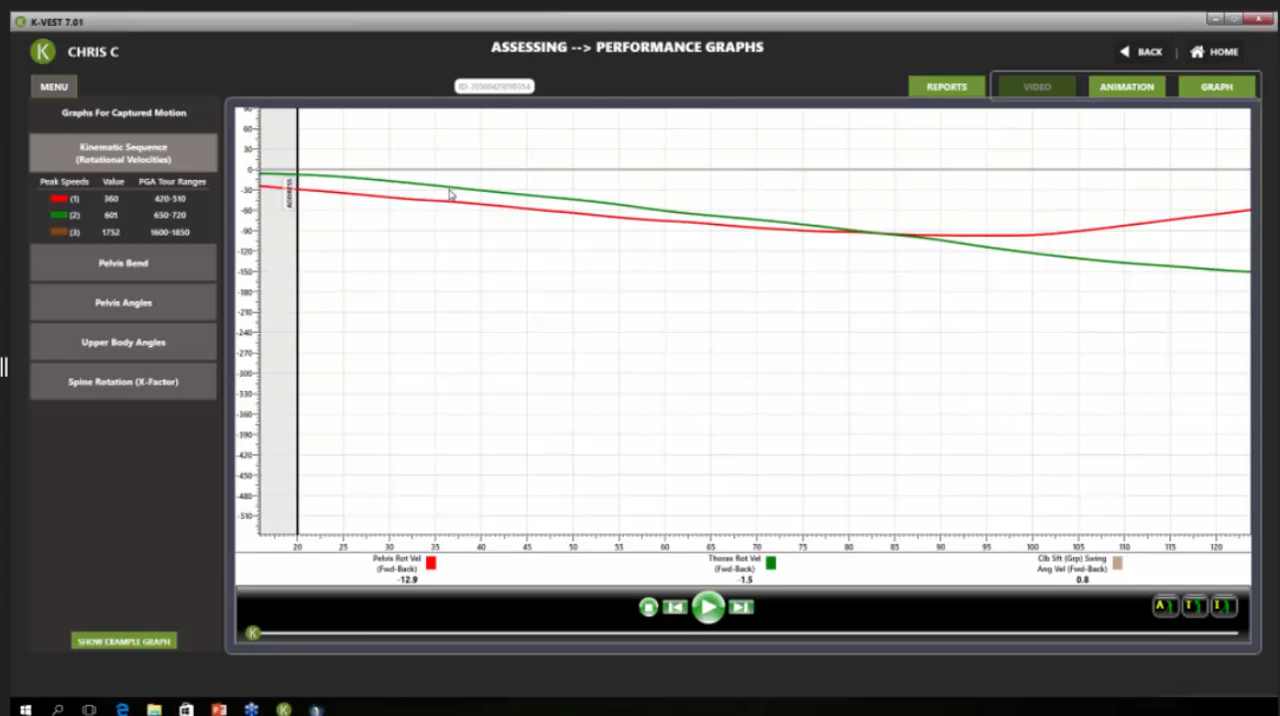 K-VEST 7.01
CHRIS C
ASSESSING --> PERFORMANCE GRAPHS
BACK | HOME
MENU
REPORTS
VIDEO
ANIMATION
GRAPH
Graphs For Captured Motion
Kinematic Sequence
(Rotational Velocities)
Peak Speeds Value PGA Tour Ranges
(1) 360 420-510
(2) 601 650-720
(3) 1752 1600-1850
Pelvis Bend
Pelvis Angles
Upper Body Angles
Spine Rotation (X-Factor)
SHOW EXAMPLE GRAPH
90
60
30
0
-30
-60
-90
-120
-150
-180
-210
-240
-270
-300
-330
-360
-390
-420
-450
-480
-510
ADDRESS
20 25 30 35 40 45 50 55 60 65 70 75 80 85 90 95 100 105 110 115 120
Pelvis Rot Vel
(Fwd-Back)
-12.9
Thorax Rot Vel
(Fwd-Back)
-1.5
Clb Sft (Grp) Swing
Ang Vel (Fwd-Back)
0.8